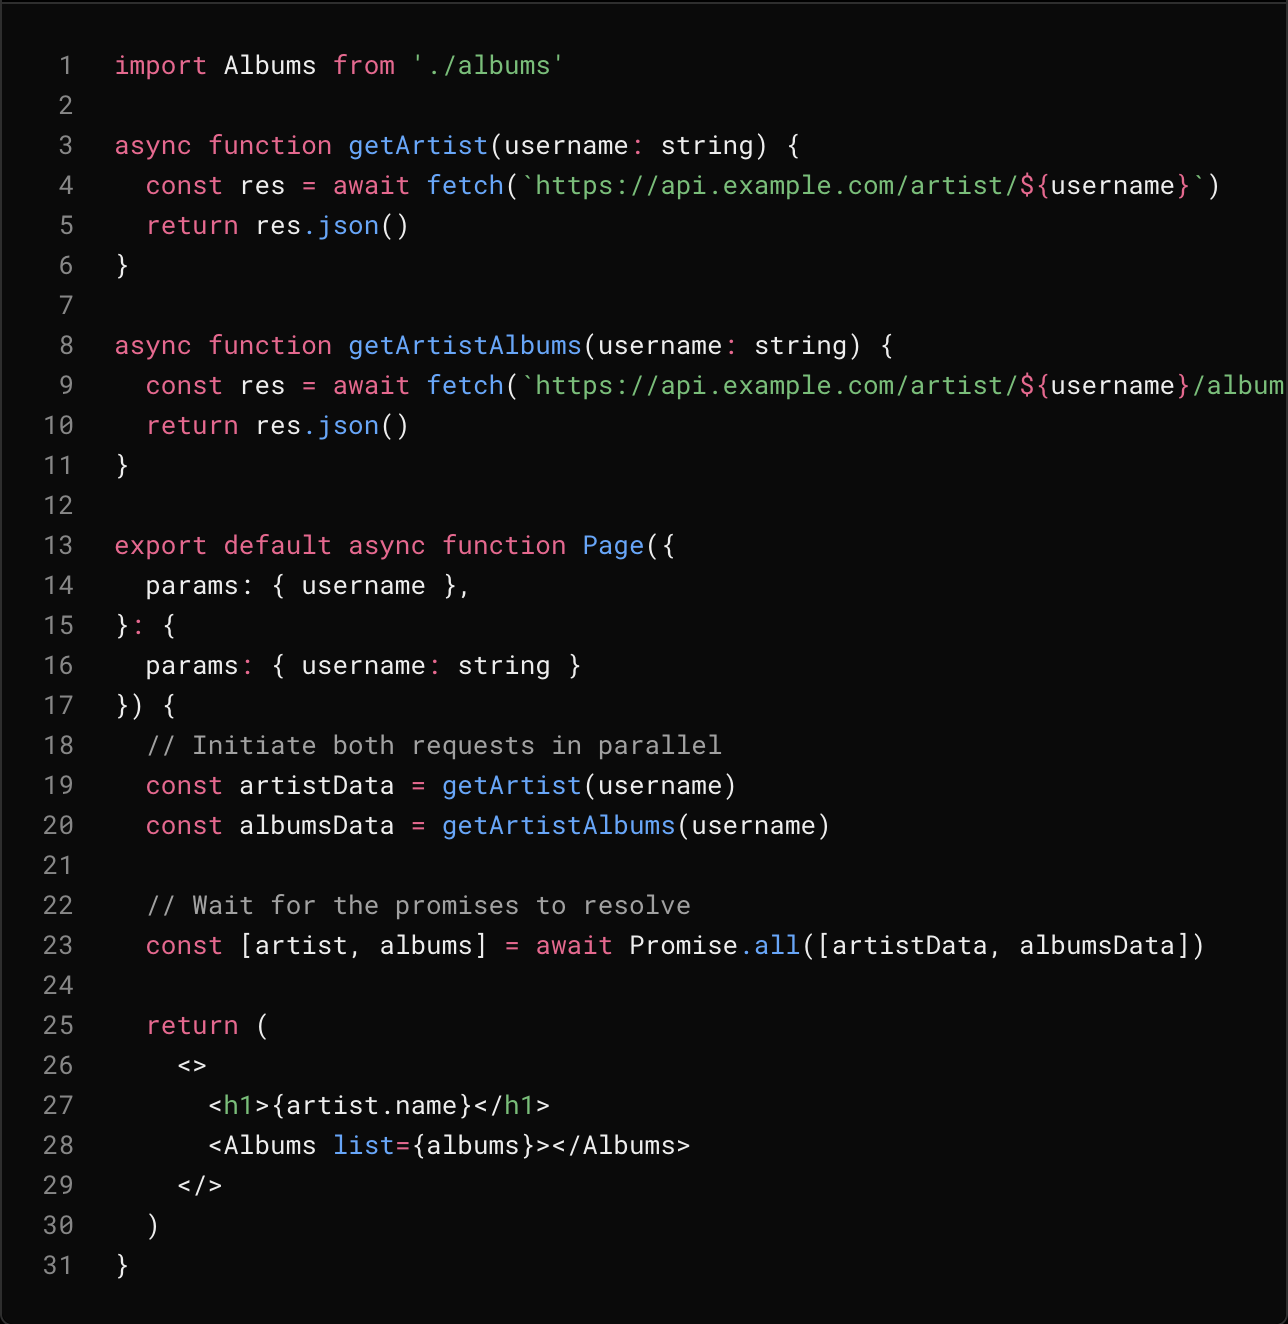 1 import Albums from './albums'
2
3 async function getArtist(username: string) {
4   const res = await fetch(`https://api.example.com/artist/${username}`)
5   return res.json()
6 }
7
8 async function getArtistAlbums(username: string) {
9   const res = await fetch(`https://api.example.com/artist/${username}/album
10   return res.json()
11 }
12
13 export default async function Page({
14   params: { username },
15 }: {
16   params: { username: string }
17 }) {
18   // Initiate both requests in parallel
19   const artistData = getArtist(username)
20   const albumsData = getArtistAlbums(username)
21
22   // Wait for the promises to resolve
23   const [artist, albums] = await Promise.all([artistData, albumsData])
24
25   return (
26     <>
27       <h1>{artist.name}</h1>
28       <Albums list={albums}></Albums>
29     </>
30   )
31 }